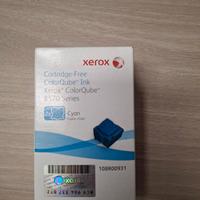 xerox
Cartridge-Free
ColorQube® Ink
Xerox® ColorQube®
8570 Series
Cyan
108R00931